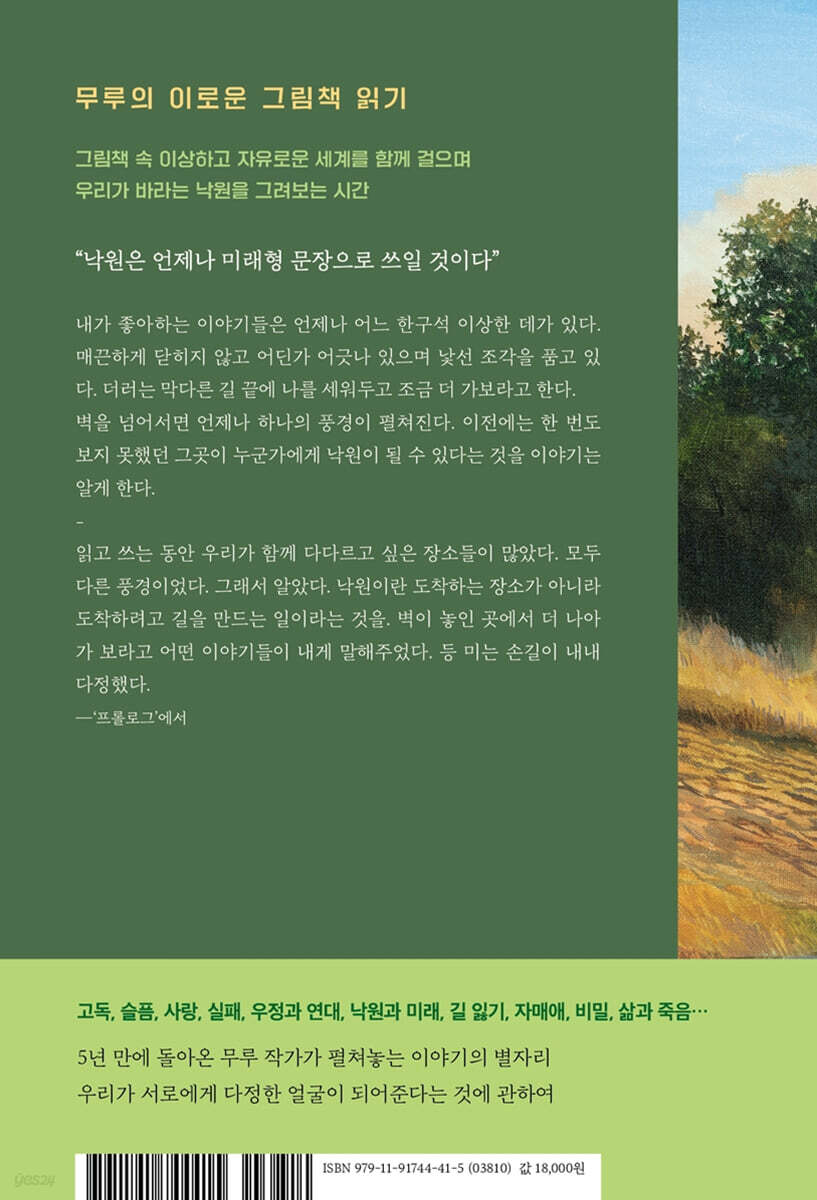 무루의 이로운 그림책 읽기
그림책 속 이상하고 자유로운 세계를 함께 걸으며
우리가 바라는 낙원을 그려보는 시간
“낙원은 언제나 미래형 문장으로 쓰일 것이다”
내가 좋아하는 이야기들은 언제나 어느 한구석 이상한 데가 있다.
매끈하게 닫히지 않고 어딘가 어긋나 있으며 낯선 조각을 품고 있
다. 더러는 막다른 길 끝에 나를 세워두고 조금 더 가보라고 한다.
벽을 넘어서면 언제나 하나의 풍경이 펼쳐진다. 이전에는 한 번도
보지 못했던 그곳이 누군가에게 낙원이 될 수 있다는 것을 이야기는
알게 한다.
-
읽고 쓰는 동안 우리가 함께 다다르고 싶은 장소들이 많았다. 모두
다른 풍경이었다. 그래서 알았다. 낙원이란 도착하는 장소가 아니라
도착하려고 길을 만드는 일이라는 것을. 벽이 놓인 곳에서 더 나아
가 보라고 어떤 이야기들이 내게 말해주었다. 등 미는 손길이 내내
다정했다.
—‘프롤로그’에서
고독, 슬픔, 사랑, 실패, 우정과 연대, 낙원과 미래, 길 잃기, 자매애, 비밀, 삶과 죽음…
5년 만에 돌아온 무루 작가가 펼쳐놓는 이야기의 별자리
우리가 서로에게 다정한 얼굴이 되어준다는 것에 관하여
ISBN 979-11-91744-41-5 (03810) 값 18,000원
yes24